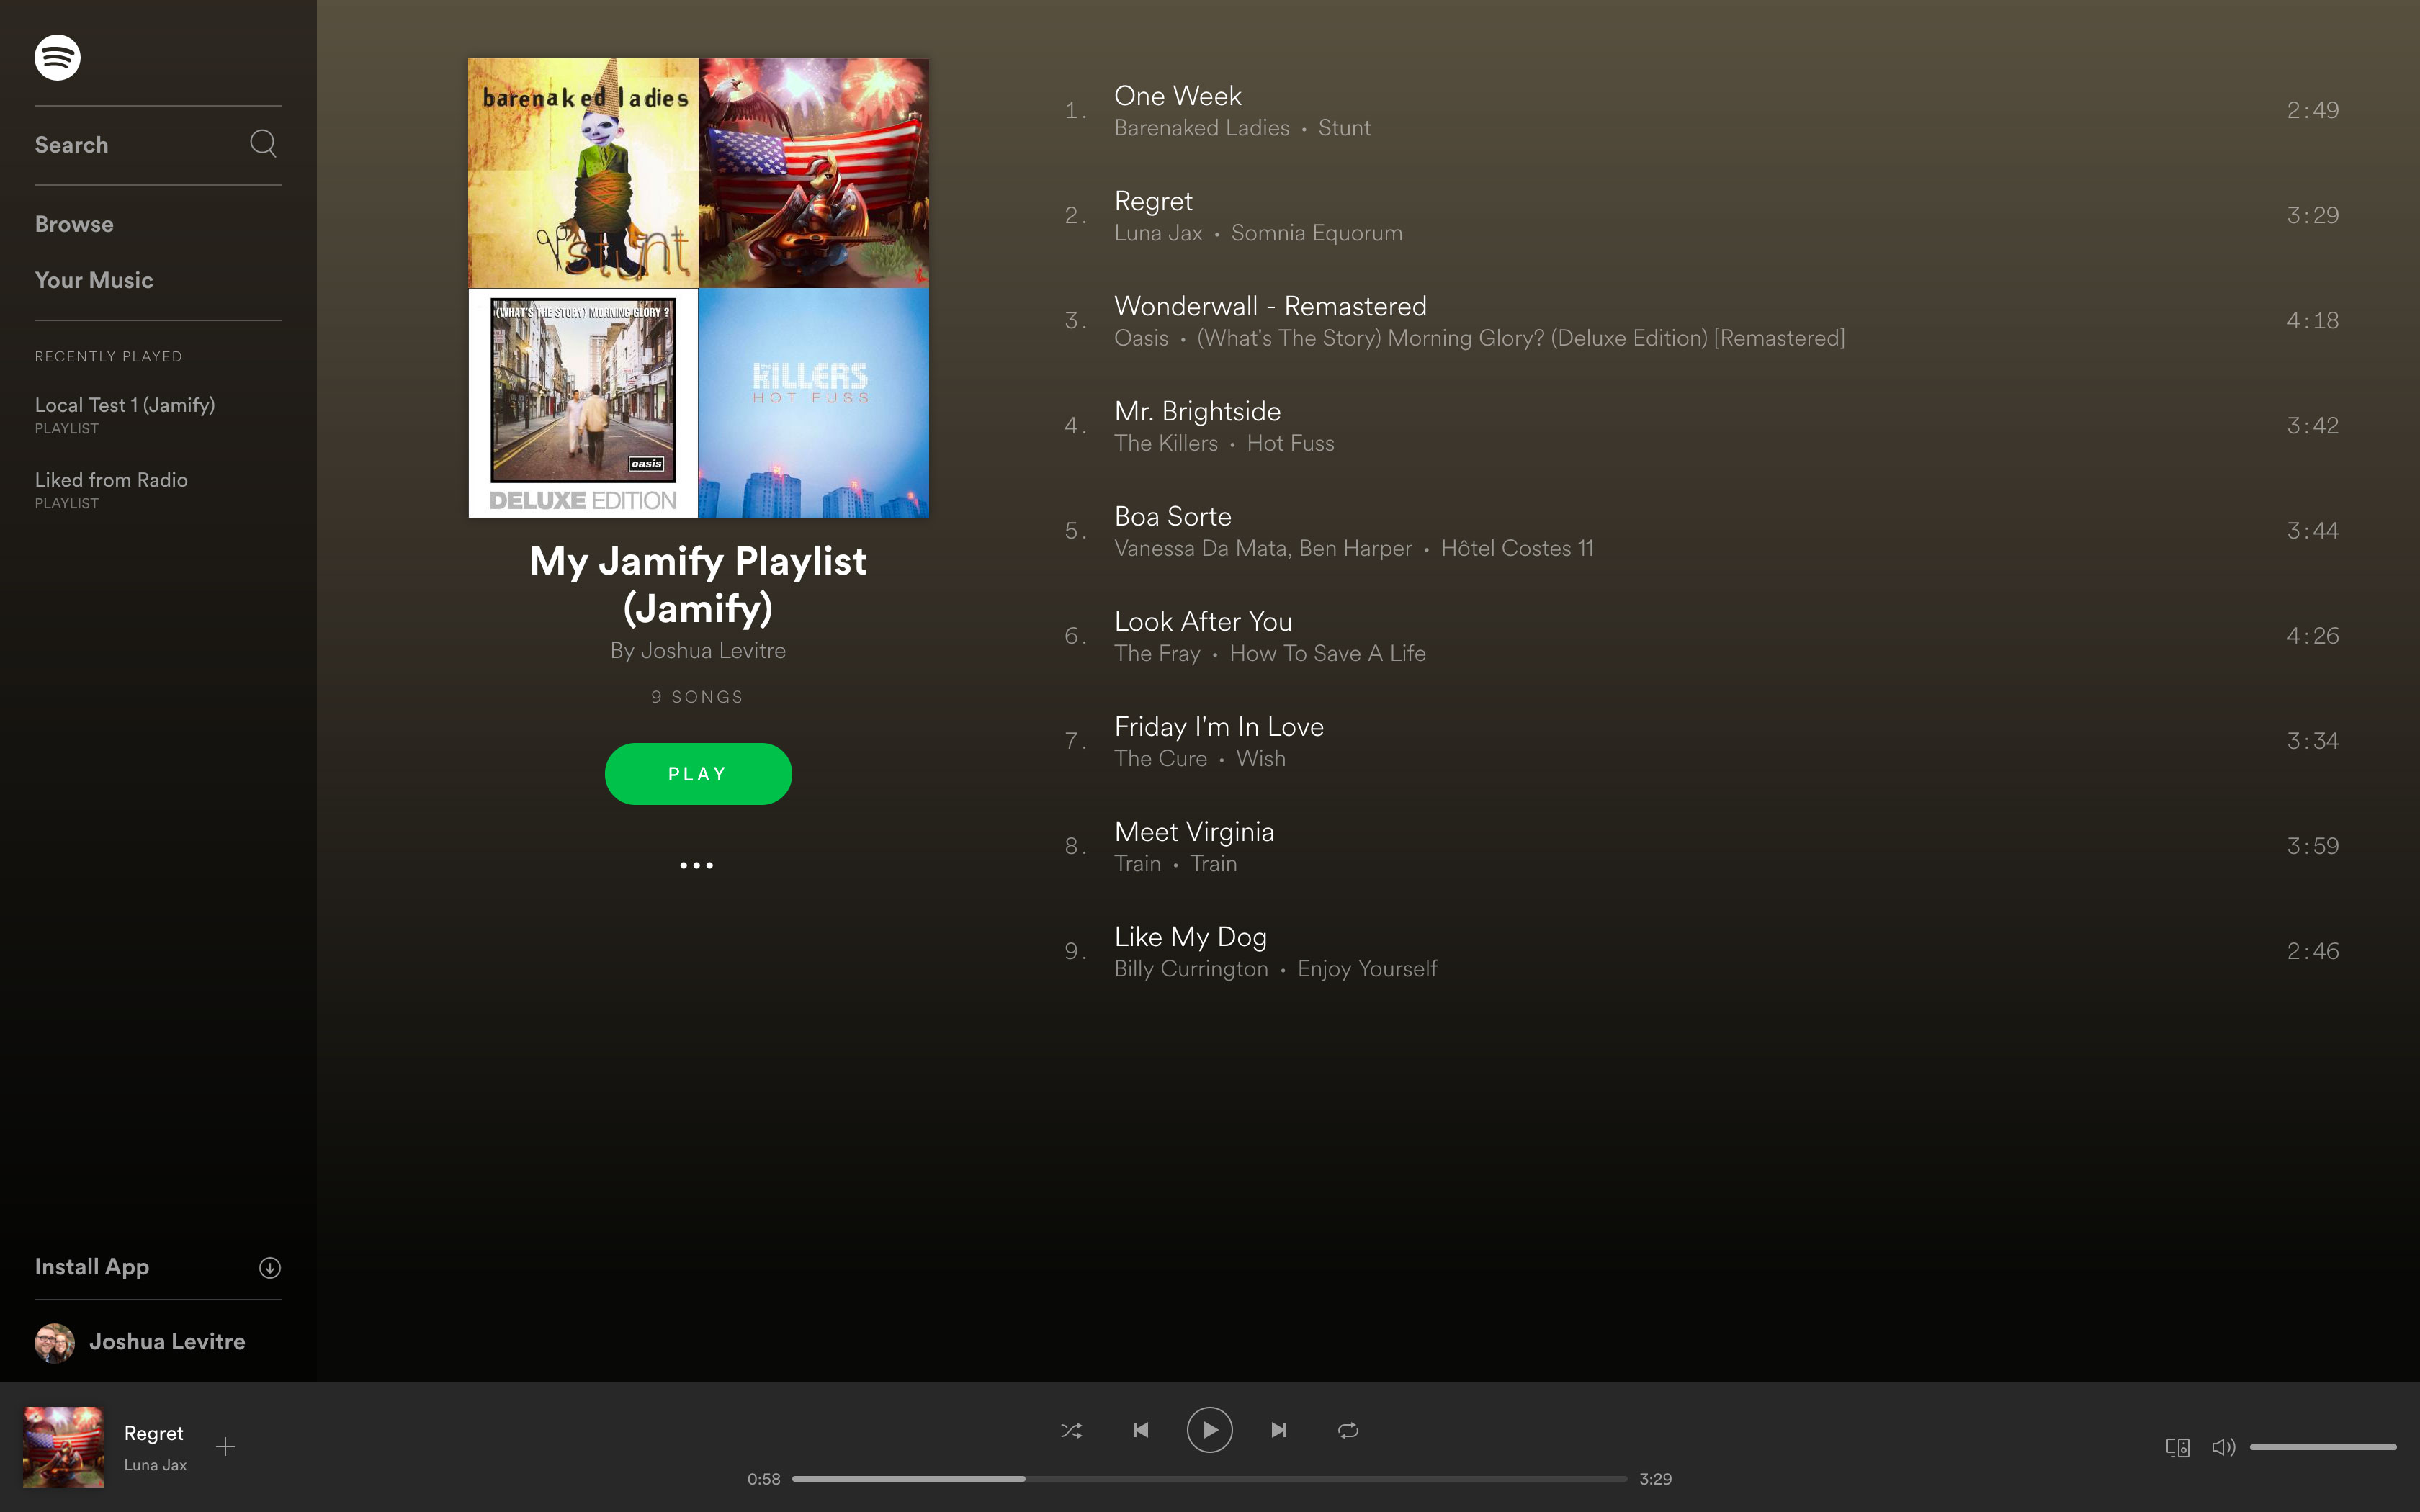 Search
Browse
Your Music
RECENTLY PLAYED
Local Test 1 (Jamify)
PLAYLIST
Liked from Radio
PLAYLIST
Install App
Joshua Levitre
barenaked ladies
stunt
(WHAT'S THE STORY) MORNING GLORY ?
oasis
DELUXE EDITION
THE KILLERS
HOT FUSS
My Jamify Playlist
(Jamify)
By Joshua Levitre
9 SONGS
PLAY
1. One Week 2:49
Barenaked Ladies • Stunt
2. Regret 3:29
Luna Jax • Somnia Equorum
3. Wonderwall - Remastered 4:18
Oasis • (What's The Story) Morning Glory? (Deluxe Edition) [Remastered]
4. Mr. Brightside 3:42
The Killers • Hot Fuss
5. Boa Sorte 3:44
Vanessa Da Mata, Ben Harper • Hôtel Costes 11
6. Look After You 4:26
The Fray • How To Save A Life
7. Friday I'm In Love 3:34
The Cure • Wish
8. Meet Virginia 3:59
Train • Train
9. Like My Dog 2:46
Billy Currington • Enjoy Yourself
Regret
Luna Jax
0:58 3:29